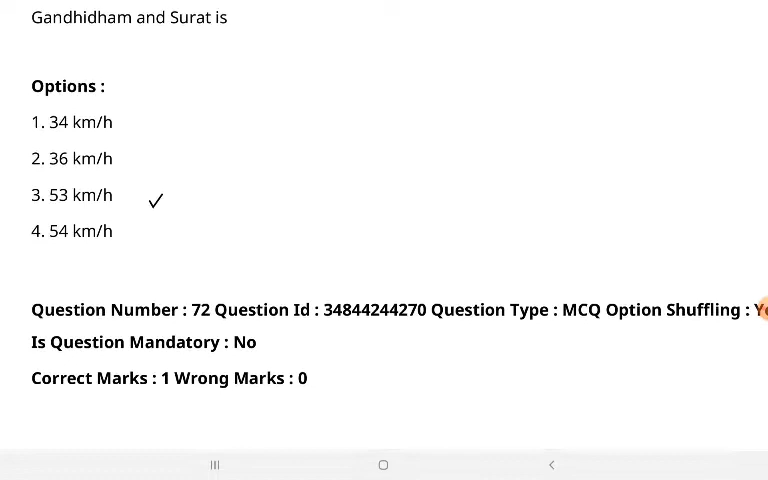 Gandhidham and Surat is
Options :
1. 34 km/h
2. 36 km/h
3. 53 km/h
4. 54 km/h
Question Number : 72 Question Id : 34844244270 Question Type : MCQ Option Shuffling :
Is Question Mandatory : No
Correct Marks : 1 Wrong Marks : 0